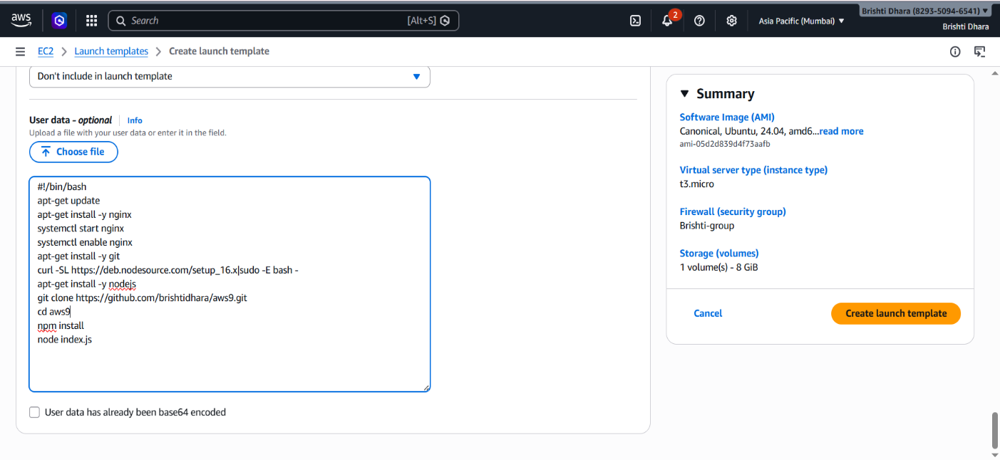 aws
Search
[Alt+S]
2
Asia Pacific (Mumbai)
Brishti Dhara (8293-5094-6541)
Brishti Dhara
EC2 > Launch templates > Create launch template
Don't include in launch template
User data - optional
Info
Upload a file with your user data or enter it in the field.
Choose file
#!/bin/bash
apt-get update
apt-get install -y nginx
systemctl start nginx
systemctl enable nginx
apt-get install -y git
curl -SL https://deb.nodesource.com/setup_16.x|sudo -E bash -
apt-get install -y nodejs
git clone https://github.com/brishtidhara/aws9.git
cd aws9
npm install
node index.js
User data has already been base64 encoded
Summary
Software Image (AMI)
Canonical, Ubuntu, 24.04, amd6...read more
ami-05d2d839d4f73aafb
Virtual server type (instance type)
t3.micro
Firewall (security group)
Brishti-group
Storage (volumes)
1 volume(s) - 8 GiB
Cancel
Create launch template